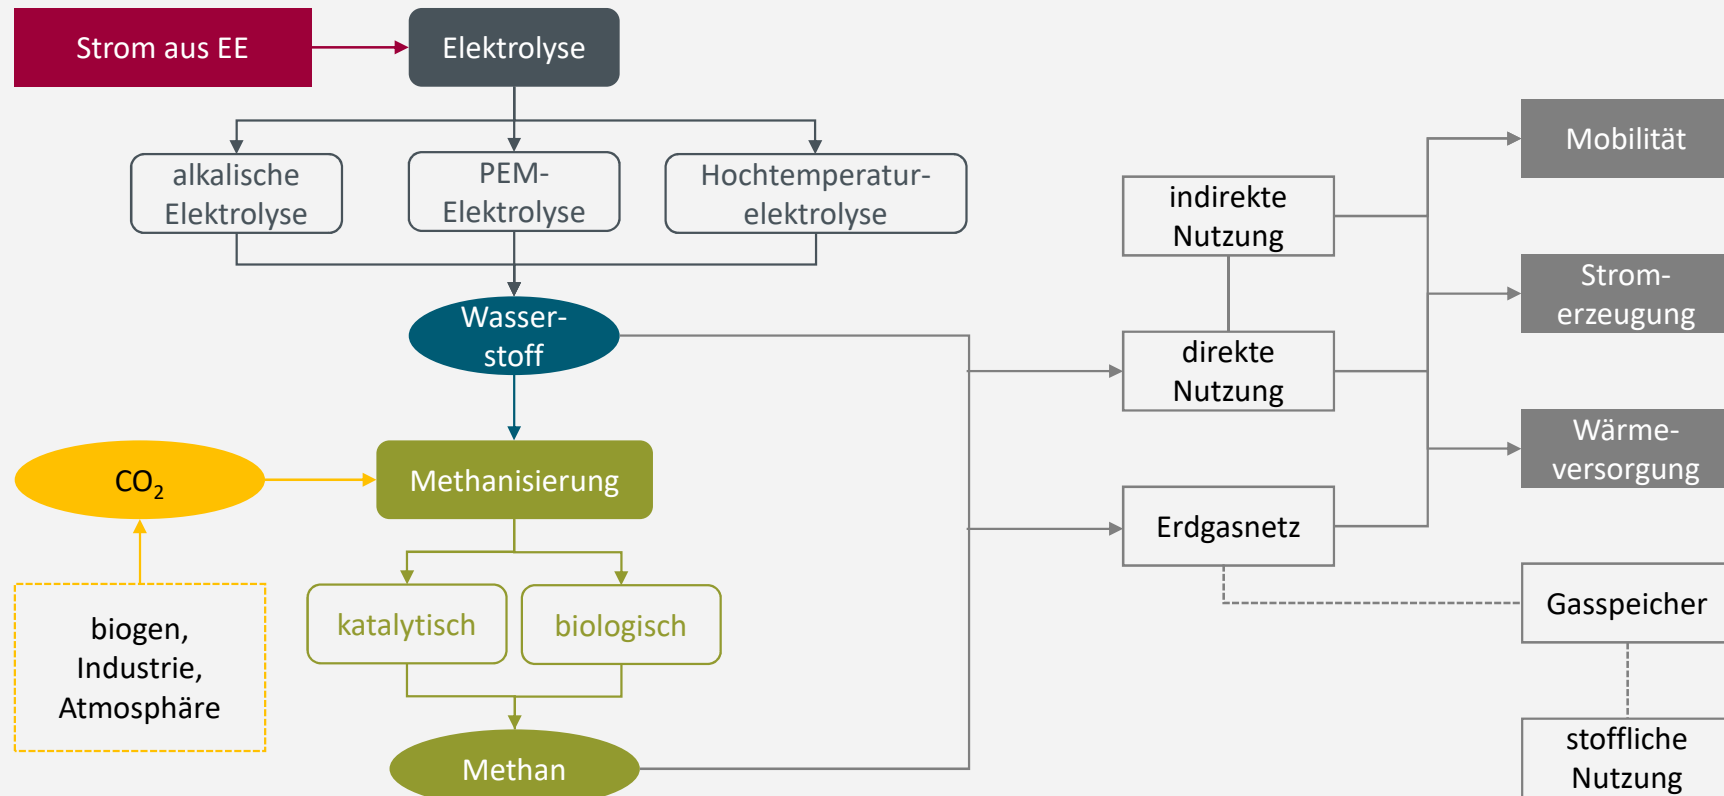 Strom aus EE
Elektrolyse
alkalische
Elektrolyse
PEM-
Elektrolyse
Hochtemperatur-
elektrolyse
Wasser-
stoff
CO₂
Methanisierung
biogen,
Industrie,
Atmosphäre
katalytisch
biologisch
Methan
indirekte
Nutzung
direkte
Nutzung
Erdgasnetz
Mobilität
Strom-
erzeugung
Wärme-
versorgung
Gasspeicher
stoffliche
Nutzung